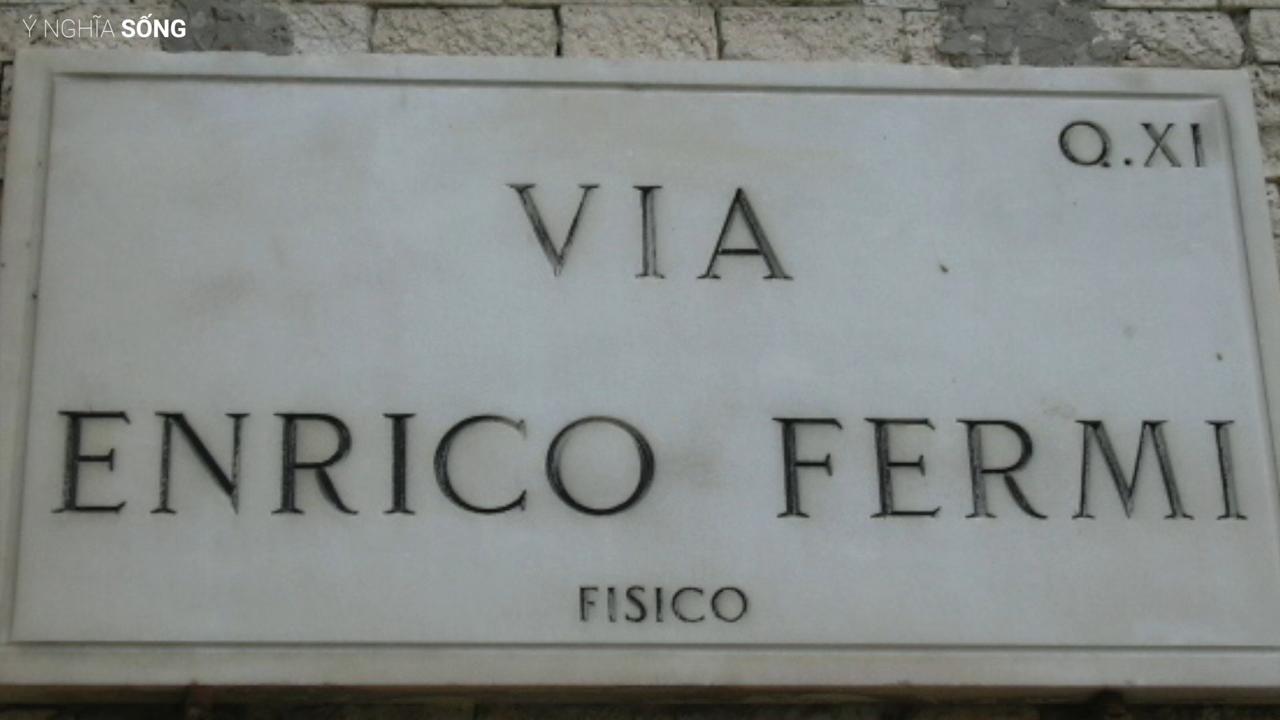 Ý NGHĨA SỐNG
Q.XI
VIA
ENRICO FERMI
FISICO